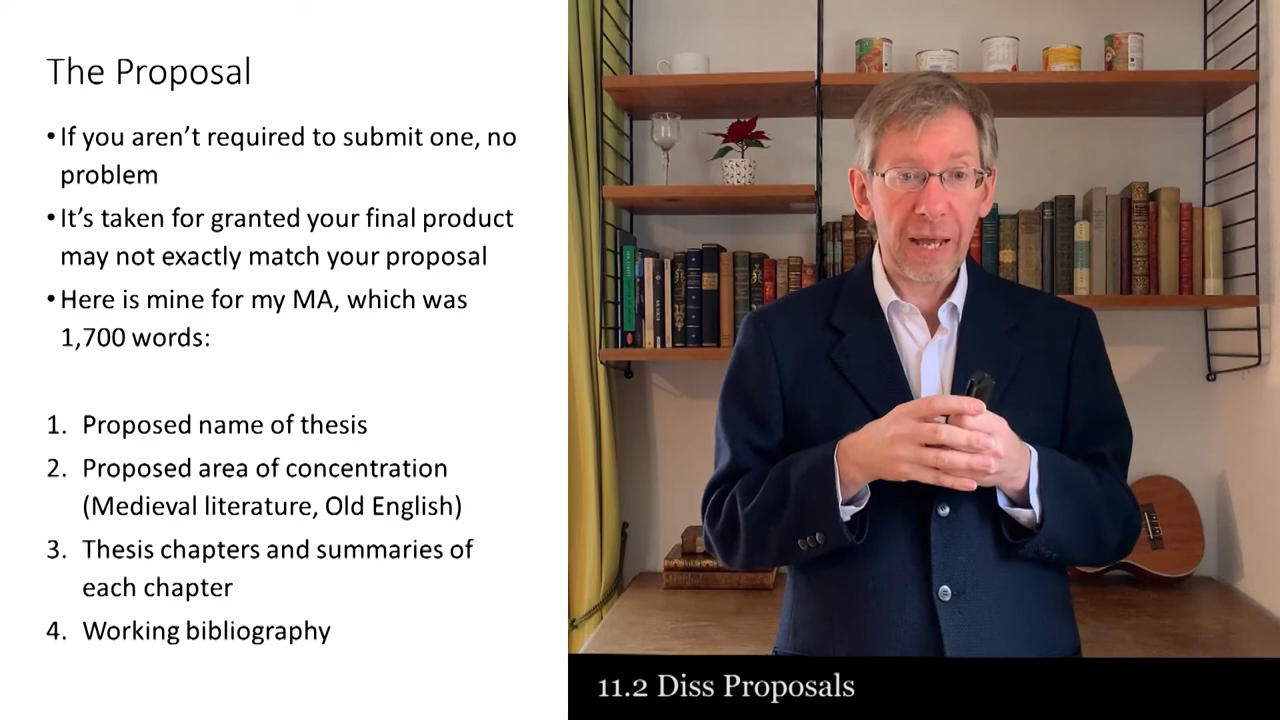 The Proposal
• If you aren’t required to submit one, no
problem
• It’s taken for granted your final product
may not exactly match your proposal
• Here is mine for my MA, which was
1,700 words:
1. Proposed name of thesis
2. Proposed area of concentration
(Medieval literature, Old English)
3. Thesis chapters and summaries of
each chapter
4. Working bibliography
11.2 Diss Proposals